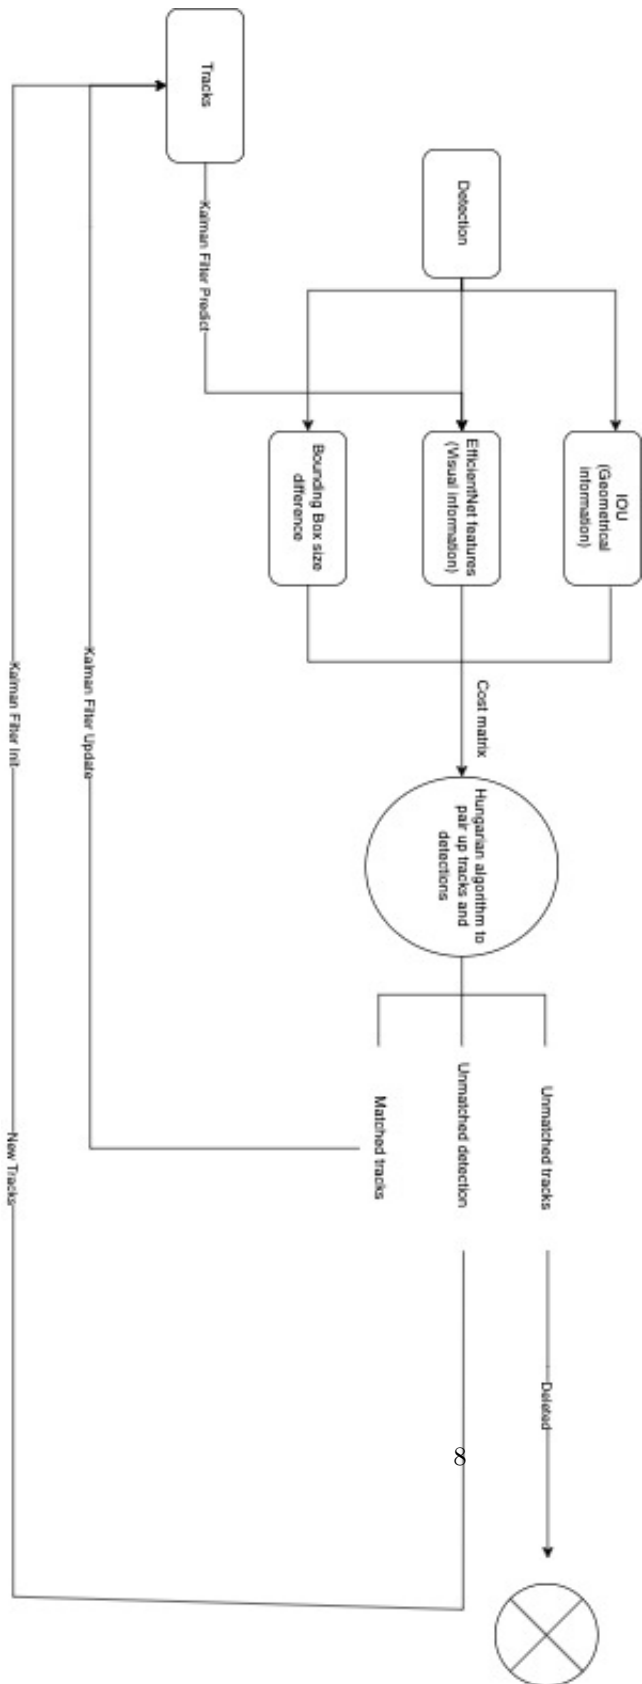 Tracks
Kalman Filter Predict
Detection
IOU
(Geometrical
information)
EfficientNet features
(Visual information)
Bounding Box size
difference
Cost matrix
Hungarian algorithm to
pair up tracks and
detections
Unmatched tracks
Unmatched detection
Matched tracks
Deleted
Kalman Filter Update
Kalman Filter Init
New Tracks
8